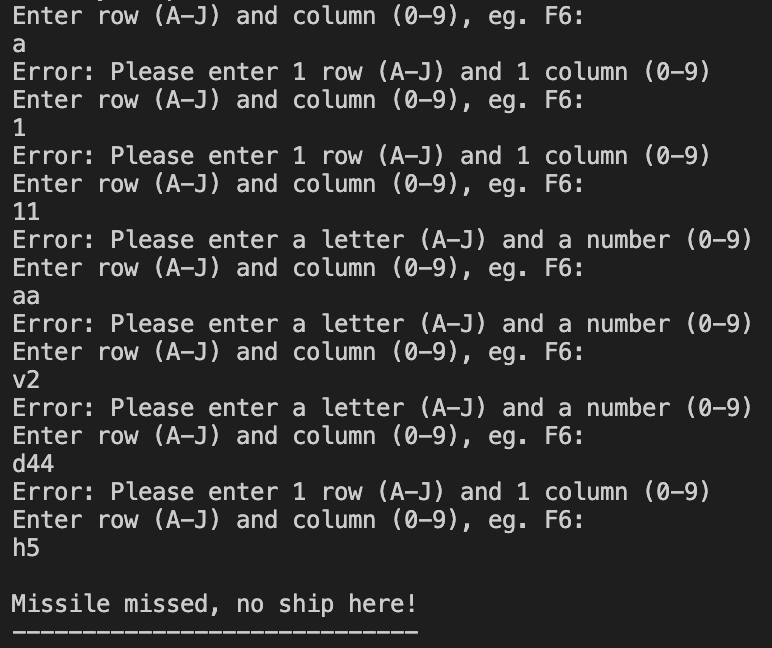 Enter row (A-J) and column (0-9), eg. F6:
a
Error: Please enter 1 row (A-J) and 1 column (0-9)
Enter row (A-J) and column (0-9), eg. F6:
1
Error: Please enter 1 row (A-J) and 1 column (0-9)
Enter row (A-J) and column (0-9), eg. F6:
11
Error: Please enter a letter (A-J) and a number (0-9)
Enter row (A-J) and column (0-9), eg. F6:
aa
Error: Please enter a letter (A-J) and a number (0-9)
Enter row (A-J) and column (0-9), eg. F6:
v2
Error: Please enter a letter (A-J) and a number (0-9)
Enter row (A-J) and column (0-9), eg. F6:
d44
Error: Please enter 1 row (A-J) and 1 column (0-9)
Enter row (A-J) and column (0-9), eg. F6:
h5

Missile missed, no ship here!
-----------------------------